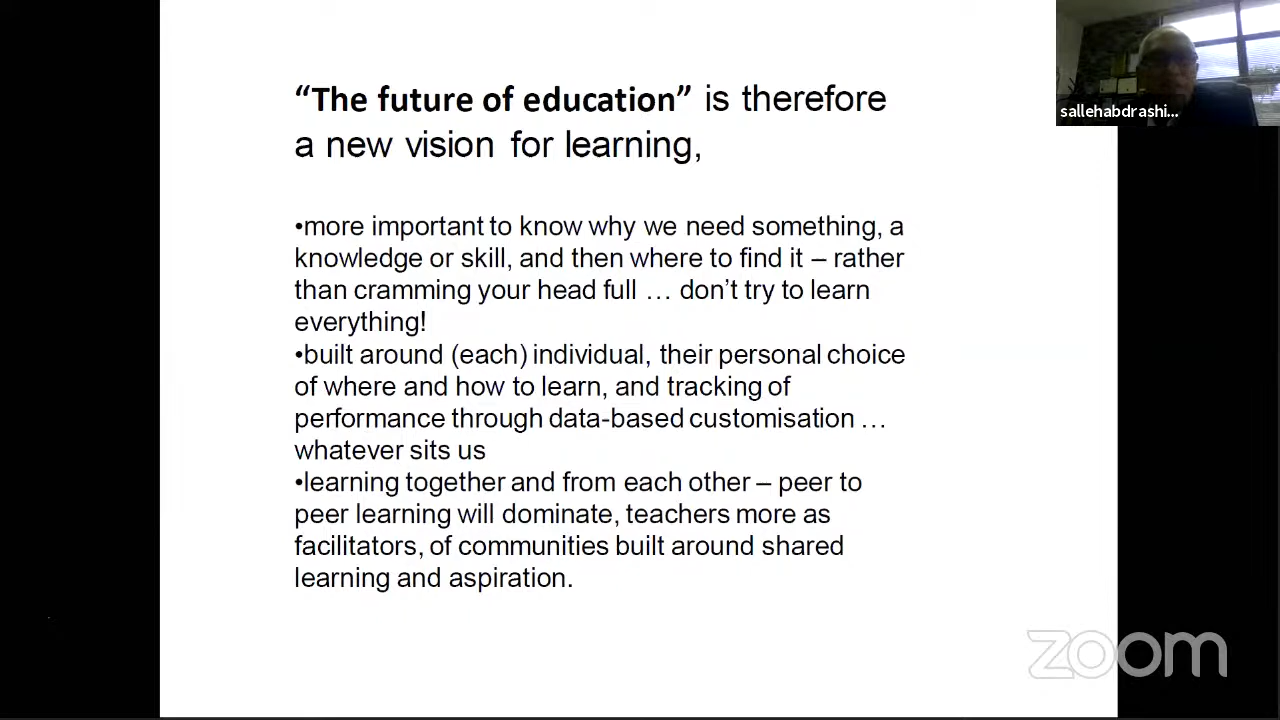 “The future of education” is therefore
a new vision for learning,
•more important to know why we need something, a
knowledge or skill, and then where to find it – rather
than cramming your head full … don’t try to learn
everything!
•built around (each) individual, their personal choice
of where and how to learn, and tracking of
performance through data-based customisation …
whatever sits us
•learning together and from each other – peer to
peer learning will dominate, teachers more as
facilitators, of communities built around shared
learning and aspiration.
sallehabdrashi...
zoom